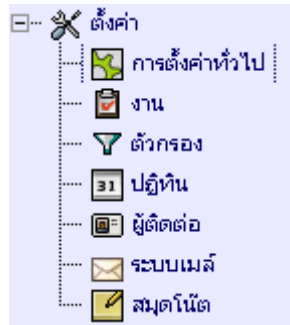 ตั้งค่า
การตั้งค่าทั่วไป
งาน
ตัวกรอง
31 ปฏิทิน
ผู้ติดต่อ
ระบบเมล์
สมุดโน๊ต